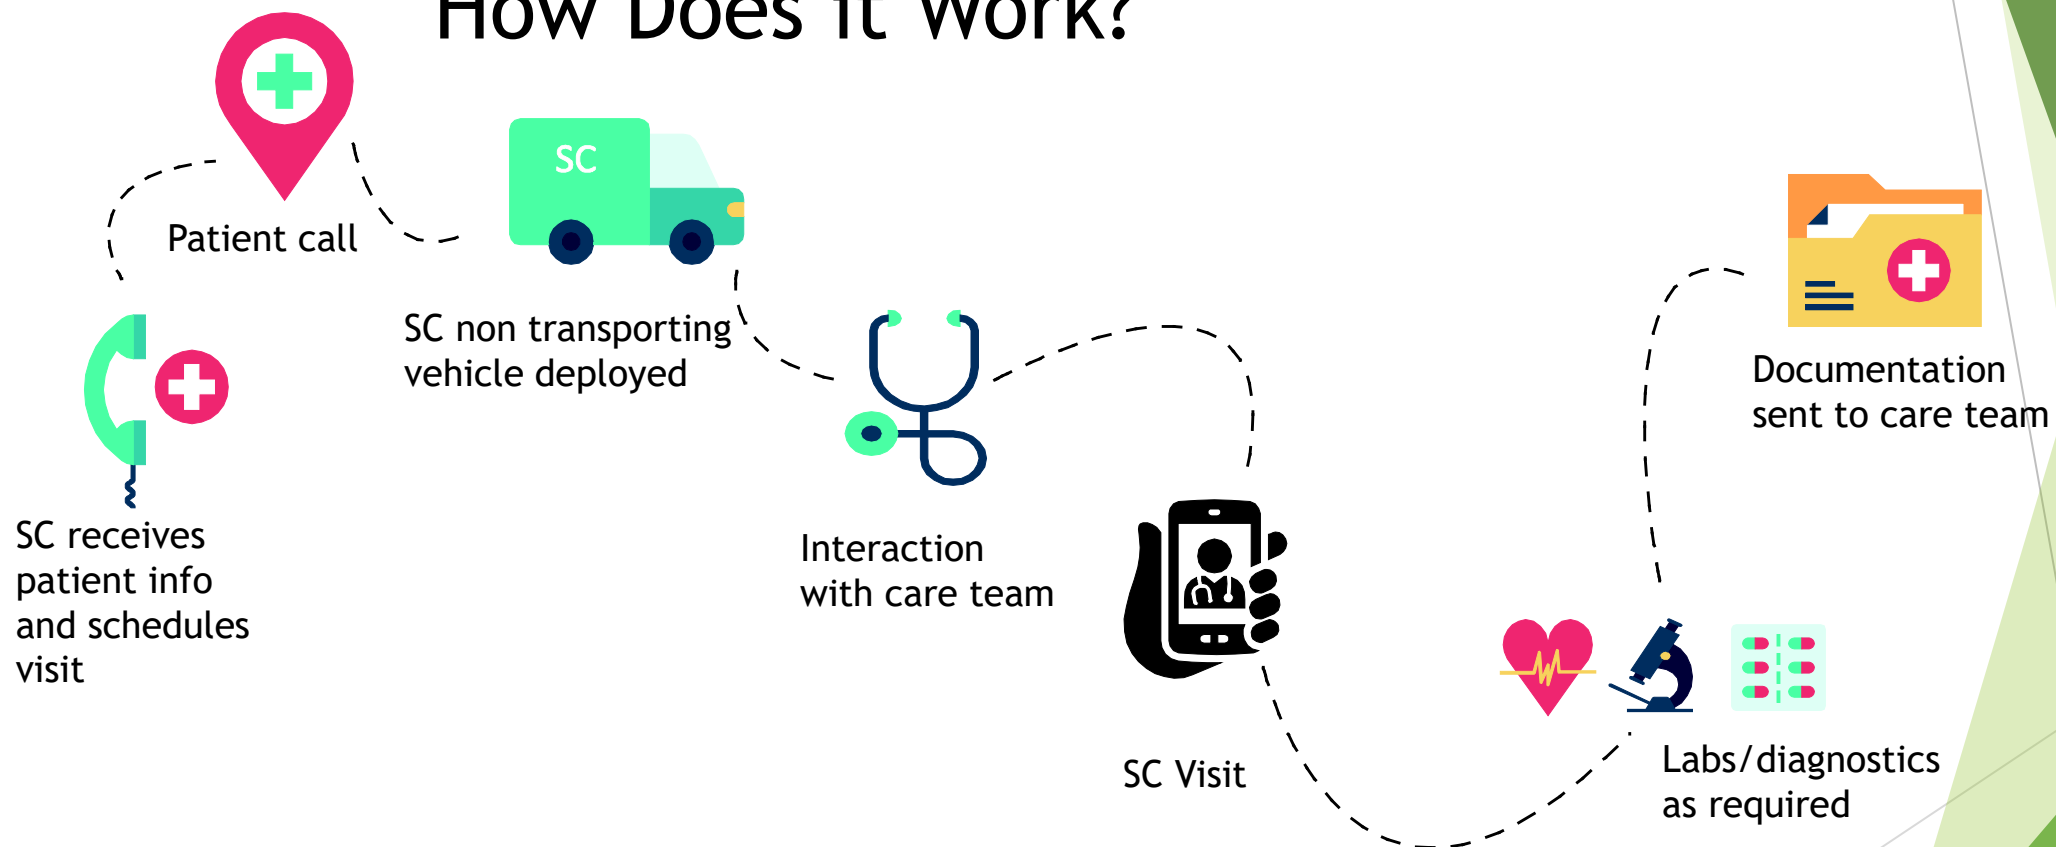 How Does it Work?
Patient call
SC
SC non transporting
vehicle deployed
SC receives
patient info
and schedules
visit
Interaction
with care team
SC Visit
Labs/diagnostics
as required
Documentation
sent to care team